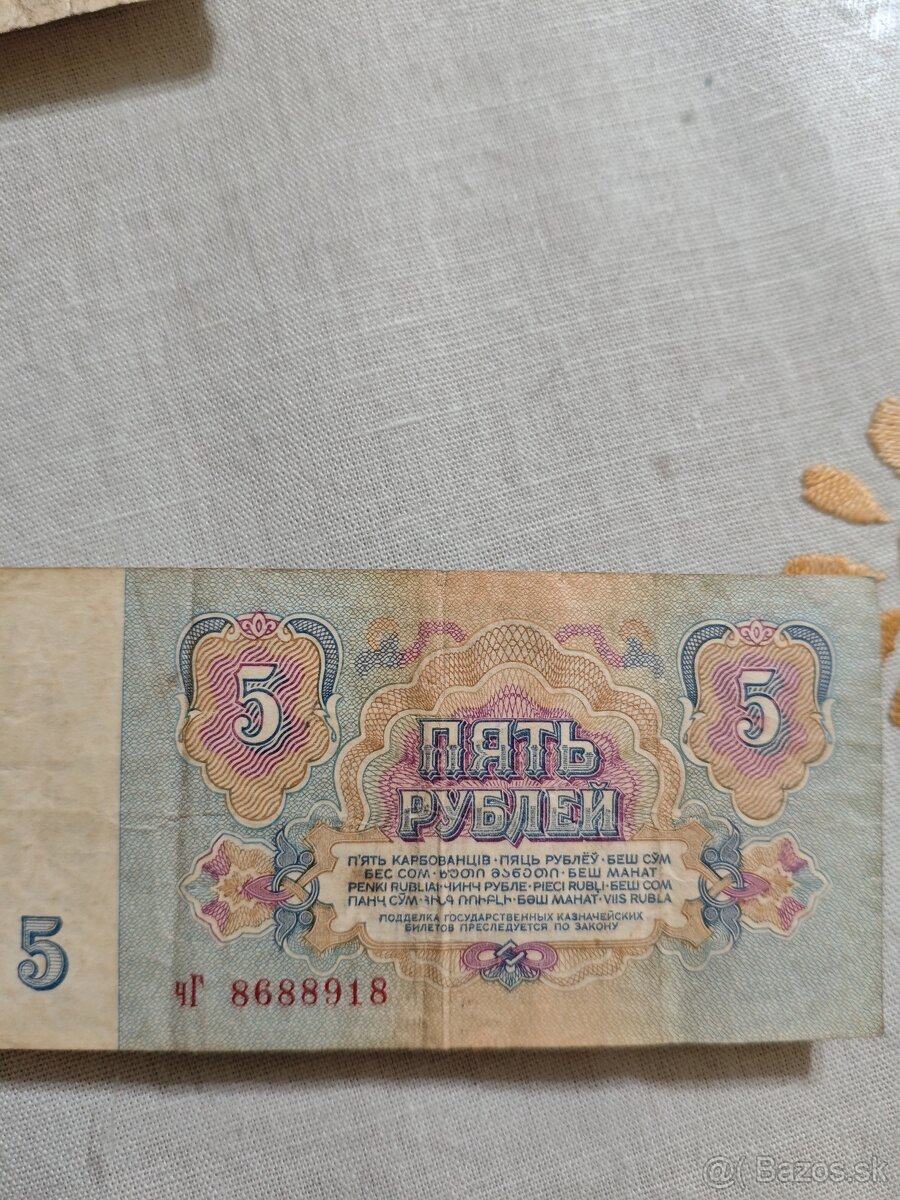 5
5
5
ПЯТЬ
РУБЛЕЙ
П'ЯТЬ КАРБОВАНЦІВ · ПЯЦЬ РУБЛЁЎ · БЕШ СЎМ
БЕС СОМ · ᲮᲣᲗᲘ ᲛᲐᲜᲔᲗᲘ · БЕШ МАНАТ
PENKI RUBLIAI · ЧИНЧ РУБЛЕ · PIECI RUBĻI · БЕШ СОМ
ПАНҶ СӮМ · ՀԻՆԳ ՌՈՒԲԼԻ · БӘШ МАНАТ · VIIS RUBLA
ПОДДЕЛКА ГОСУДАРСТВЕННЫХ КАЗНАЧЕЙСКИХ
БИЛЕТОВ ПРЕСЛЕДУЕТСЯ ПО ЗАКОНУ
чГ 8688918
@( Bazos.sk